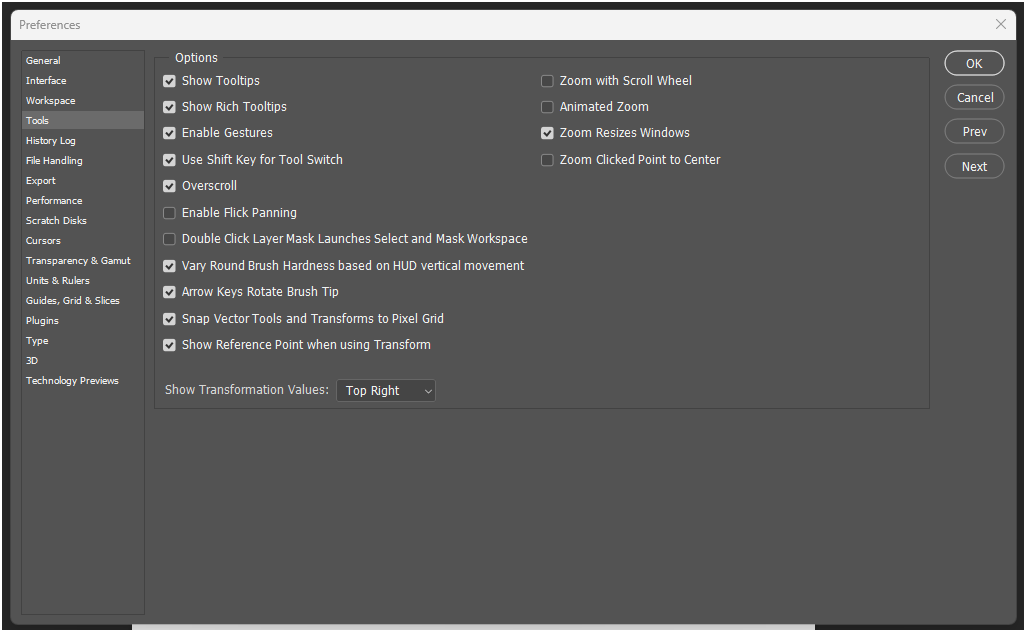 Preferences
General
Interface
Workspace
Tools
History Log
File Handling
Export
Performance
Scratch Disks
Cursors
Transparency & Gamut
Units & Rulers
Guides, Grid & Slices
Plugins
Type
3D
Technology Previews
Options
Show Tooltips
Show Rich Tooltips
Enable Gestures
Use Shift Key for Tool Switch
Overscroll
Enable Flick Panning
Double Click Layer Mask Launches Select and Mask Workspace
Vary Round Brush Hardness based on HUD vertical movement
Arrow Keys Rotate Brush Tip
Snap Vector Tools and Transforms to Pixel Grid
Show Reference Point when using Transform
Show Transformation Values: Top Right
Zoom with Scroll Wheel
Animated Zoom
Zoom Resizes Windows
Zoom Clicked Point to Center
OK
Cancel
Prev
Next